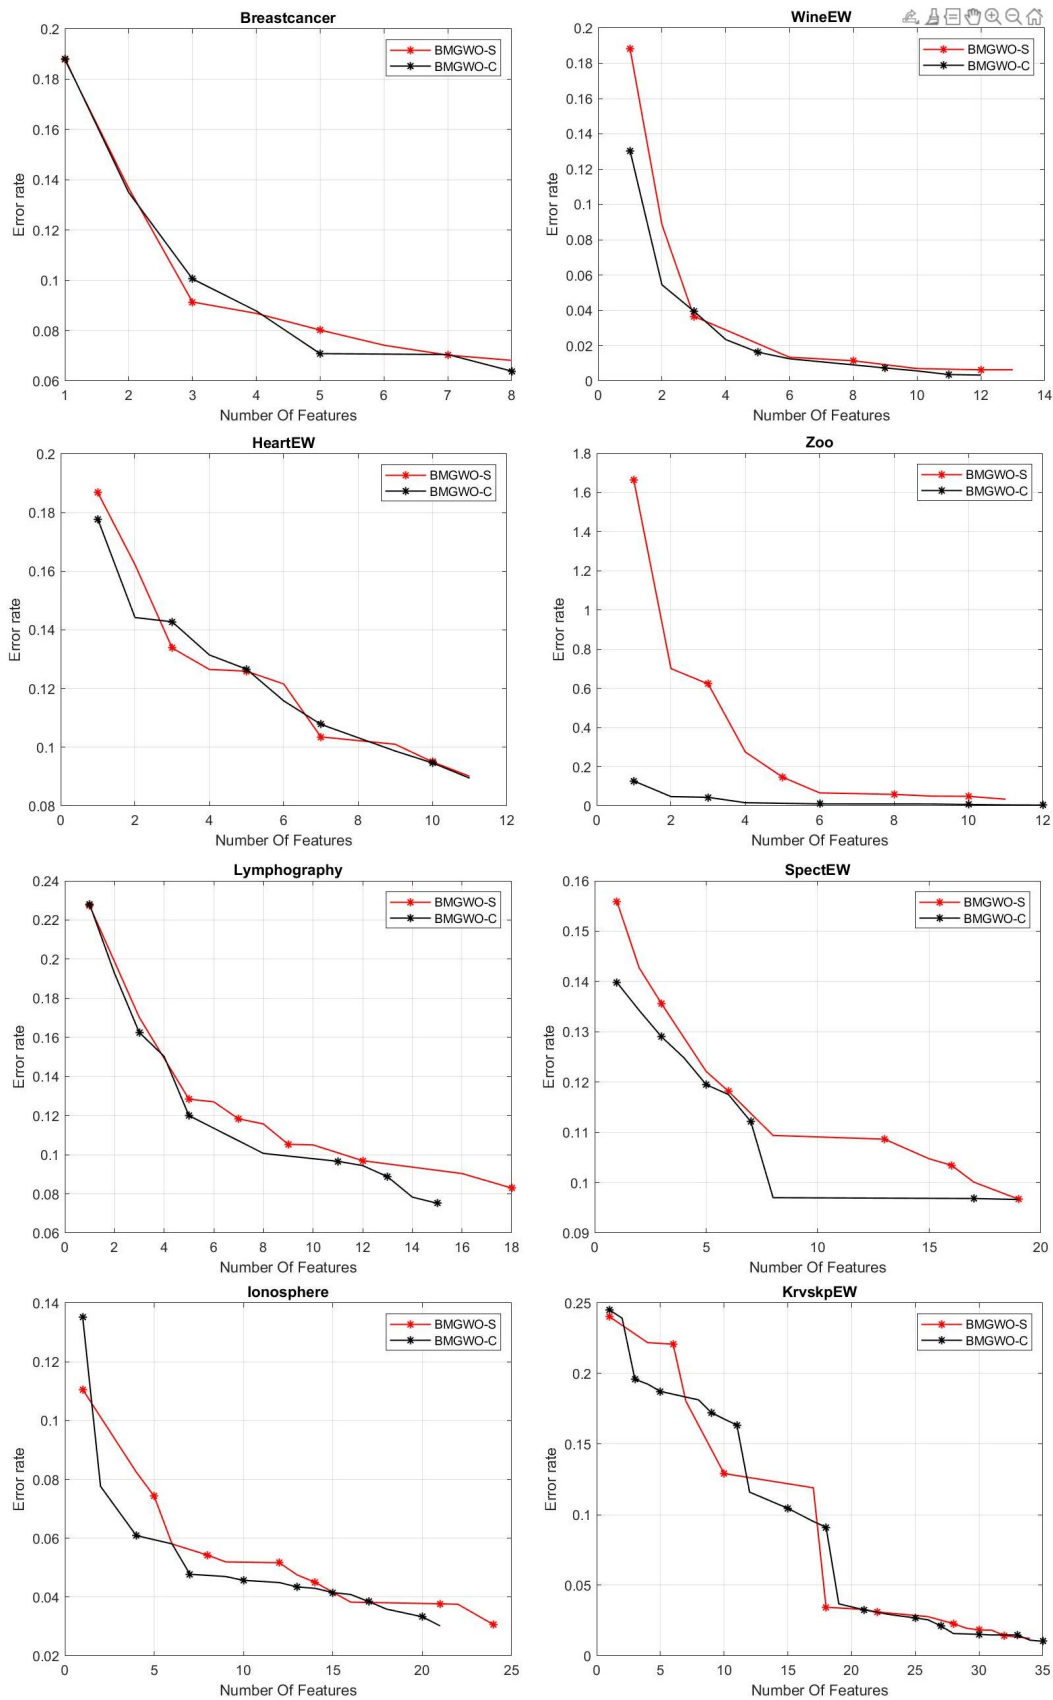 Breastcancer
0.2
0.18
0.16
0.14
0.12
0.1
0.08
0.06
Error rate
BMGWO-S
BMGWO-C
1 2 3 4 5 6 7 8
Number Of Features
WineEW
0.2
0.18
0.16
0.14
0.12
0.1
0.08
0.06
0.04
0.02
0
Error rate
BMGWO-S
BMGWO-C
0 2 4 6 8 10 12 14
Number Of Features
HeartEW
0.2
0.18
0.16
0.14
0.12
0.1
0.08
Error rate
BMGWO-S
BMGWO-C
0 2 4 6 8 10 12
Number Of Features
Zoo
1.8
1.6
1.4
1.2
1
0.8
0.6
0.4
0.2
0
Error rate
BMGWO-S
BMGWO-C
0 2 4 6 8 10 12
Number Of Features
Lymphography
0.24
0.22
0.2
0.18
0.16
0.14
0.12
0.1
0.08
0.06
Error rate
BMGWO-S
BMGWO-C
0 2 4 6 8 10 12 14 16 18
Number Of Features
SpectEW
0.16
0.15
0.14
0.13
0.12
0.11
0.1
0.09
Error rate
BMGWO-S
BMGWO-C
0 5 10 15 20
Number Of Features
Ionosphere
0.14
0.12
0.1
0.08
0.06
0.04
0.02
Error rate
BMGWO-S
BMGWO-C
0 5 10 15 20 25
Number Of Features
KrvskpEW
0.25
0.2
0.15
0.1
0.05
0
Error rate
BMGWO-S
BMGWO-C
0 5 10 15 20 25 30 35
Number Of Features